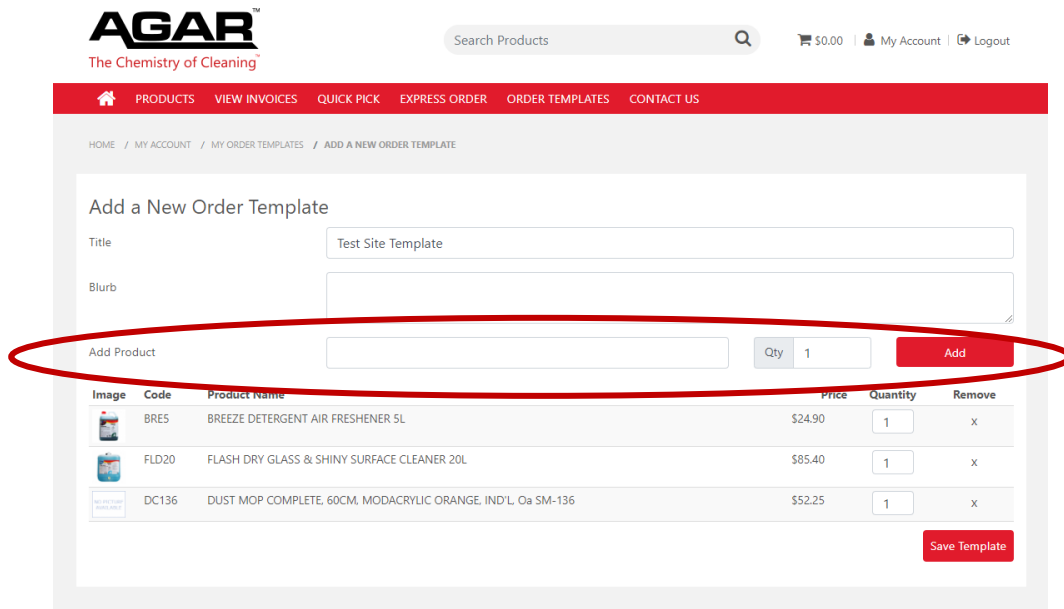 AGAR™
The Chemistry of Cleaning™
Search Products
$0.00 | My Account | Logout
PRODUCTS VIEW INVOICES QUICK PICK EXPRESS ORDER ORDER TEMPLATES CONTACT US
HOME / MY ACCOUNT / MY ORDER TEMPLATES / ADD A NEW ORDER TEMPLATE
Add a New Order Template
Title Test Site Template
Blurb
Add Product Qty 1 Add
Image Code Product Name Price Quantity Remove
BRE5 BREEZE DETERGENT AIR FRESHENER 5L $24.90 1 x
FLD20 FLASH DRY GLASS & SHINY SURFACE CLEANER 20L $85.40 1 x
NO PICTURE
AVAILABLE
DC136 DUST MOP COMPLETE, 60CM, MODACRYLIC ORANGE, IND'L, Oa SM-136 $52.25 1 x
Save Template